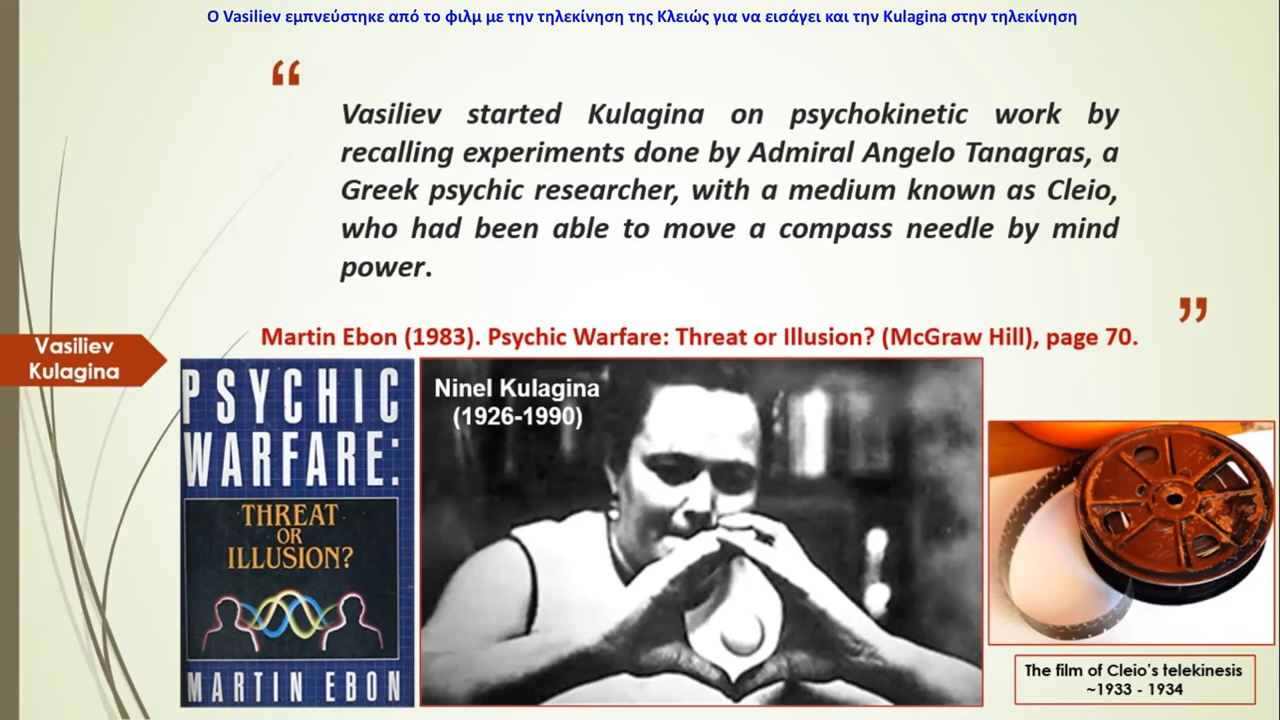 Ο Vasiliev εμπνεύστηκε από το φιλμ με την τηλεκίνηση της Κλειώς για να εισάγει και την Kulagina στην τηλεκίνηση
“
Vasiliev started Kulagina on psychokinetic work by
recalling experiments done by Admiral Angelo Tanagras, a
Greek psychic researcher, with a medium known as Cleio,
who had been able to move a compass needle by mind
power.
”
Martin Ebon (1983). Psychic Warfare: Threat or Illusion? (McGraw Hill), page 70.
Vasiliev
Kulagina
PSYCHIC
WARFARE:
THREAT
OR
ILLUSION?
MARTIN EBON
Ninel Kulagina
(1926-1990)
The film of Cleio's telekinesis
~1933 - 1934